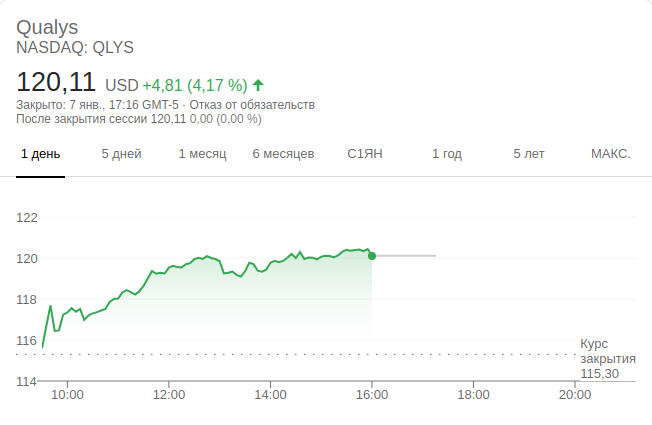 Qualys
NASDAQ: QLYS
120,11 USD +4,81 (4,17 %)
Закрыто: 7 янв., 17:16 GMT-5 · Отказ от обязательств
После закрытия сессии 120,11 0,00 (0,00 %)
1 день 5 дней 1 месяц 6 месяцев С1ЯН 1 год 5 лет МАКС.
122
120
118
116
Курс
закрытия
115,30
114
10:00 12:00 14:00 16:00 18:00 20:00